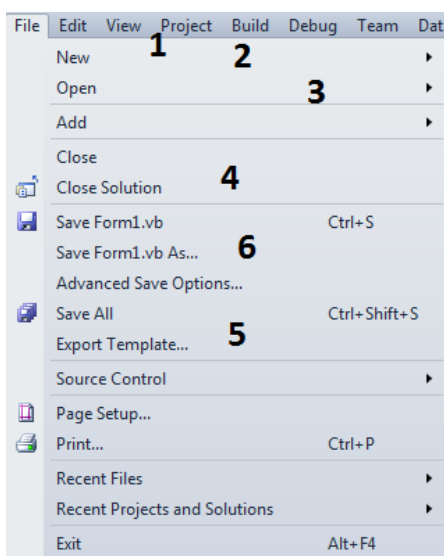 File Edit View Project Build Debug Team Dat
1
2
New
3
Open
Add
Close
4
Close Solution
Save Form1.vb Ctrl+S
6
Save Form1.vb As...
Advanced Save Options...
Save All Ctrl+Shift+S
5
Export Template...
Source Control
Page Setup...
Print... Ctrl+P
Recent Files
Recent Projects and Solutions
Exit Alt+F4